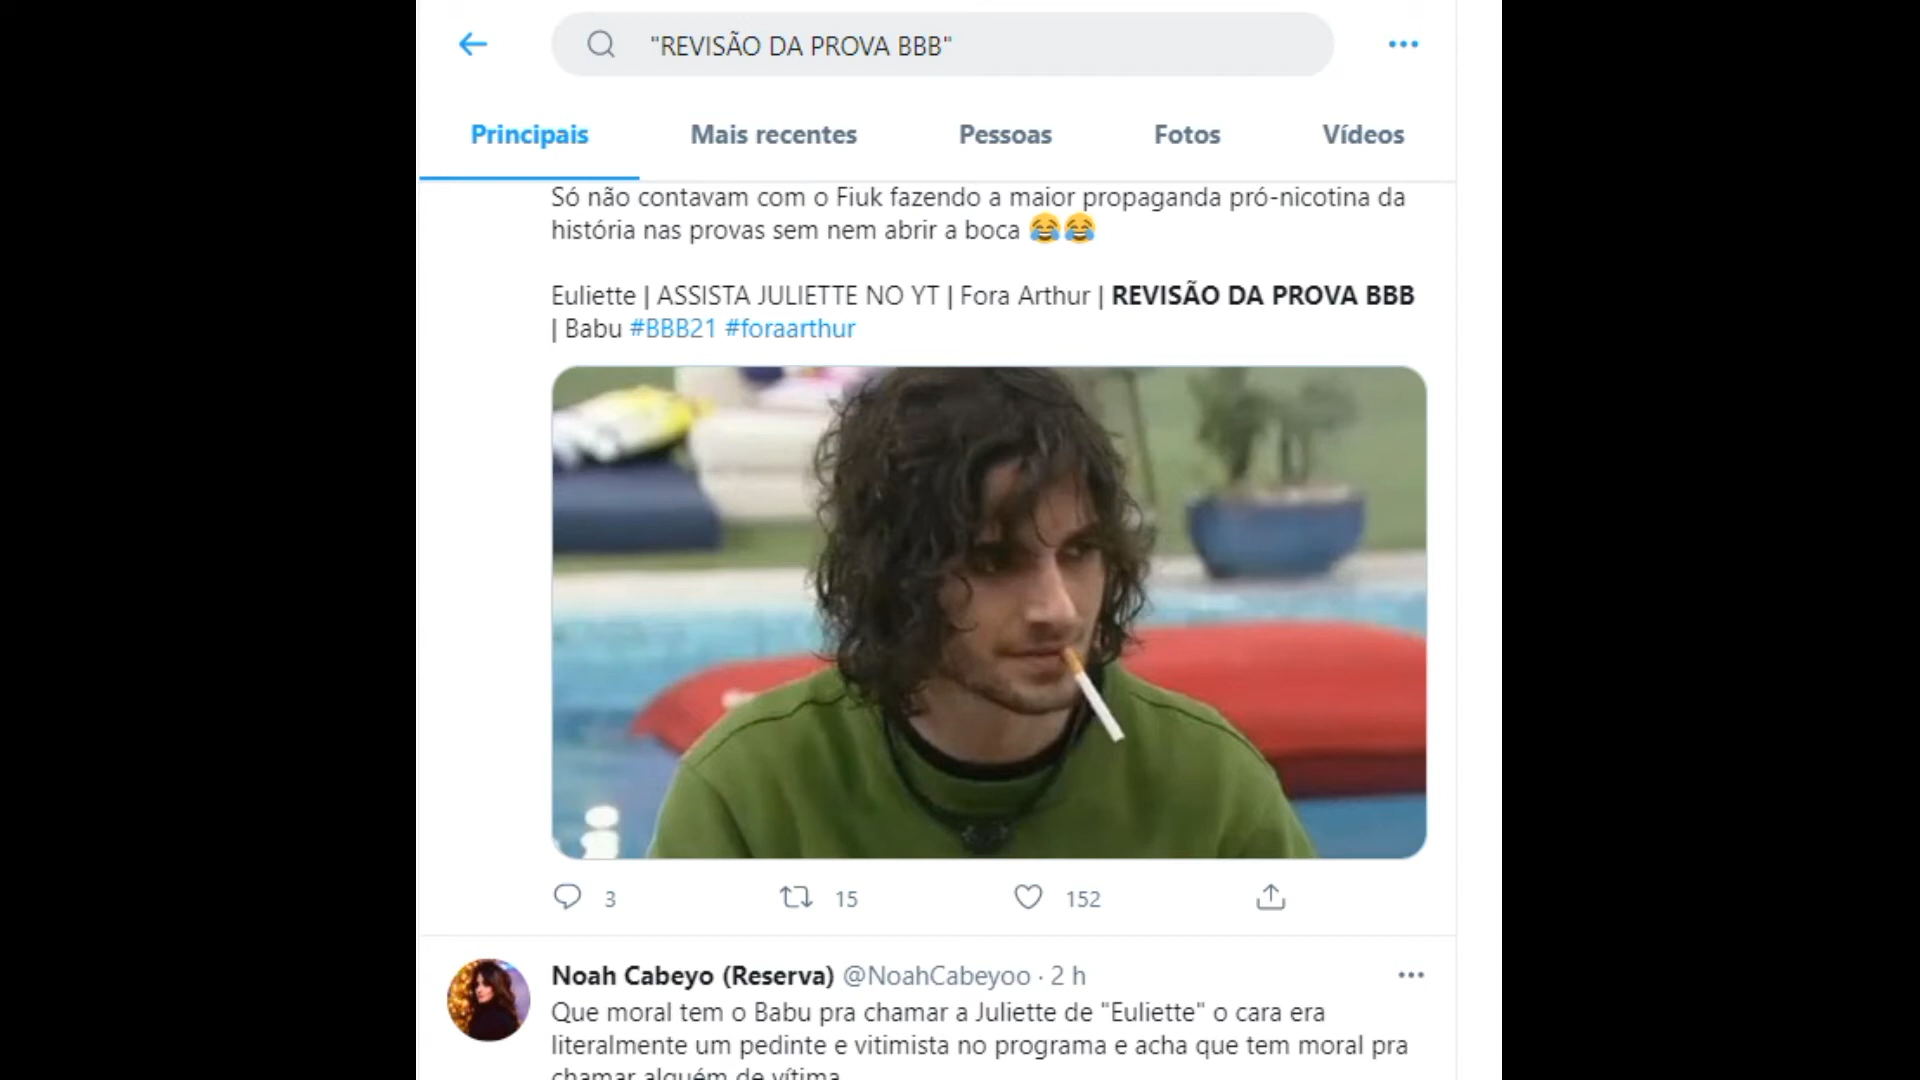 "REVISÃO DA PROVA BBB"
Principais Mais recentes Pessoas Fotos Vídeos
Só não contavam com o Fiuk fazendo a maior propaganda pró-nicotina da
história nas provas sem nem abrir a boca 😂😂
Euliette | ASSISTA JULIETTE NO YT | Fora Arthur | REVISÃO DA PROVA BBB
| Babu #BBB21 #foraarthur
3 15 152
Noah Cabeyo (Reserva) @NoahCabeyoo · 2 h
Que moral tem o Babu pra chamar a Juliette de "Euliette" o cara era
literalmente um pedinte e vitimista no programa e acha que tem moral pra
chamar alguém de vítima